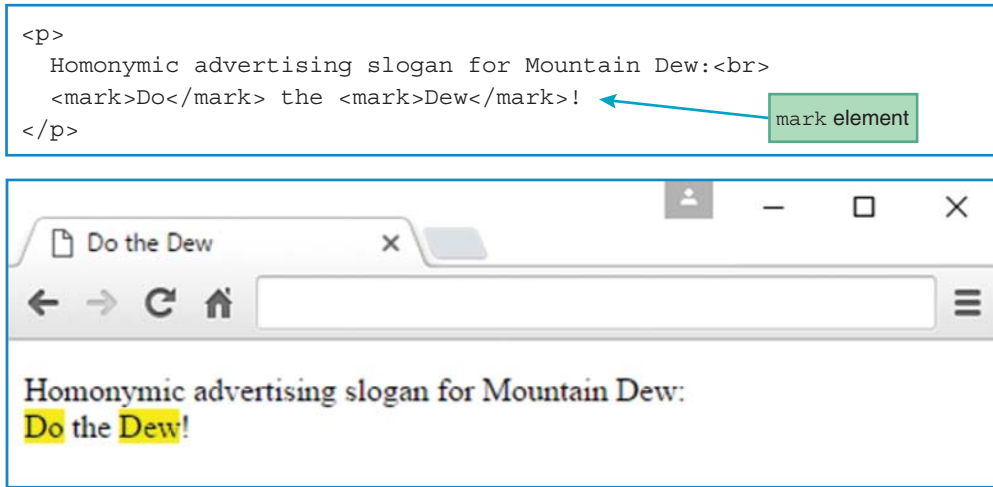 <p>
Homonymic advertising slogan for Mountain Dew:<br>
<mark>Do</mark> the <mark>Dew</mark>!
</p>
mark element
Do the Dew
Homonymic advertising slogan for Mountain Dew:
Do the Dew!